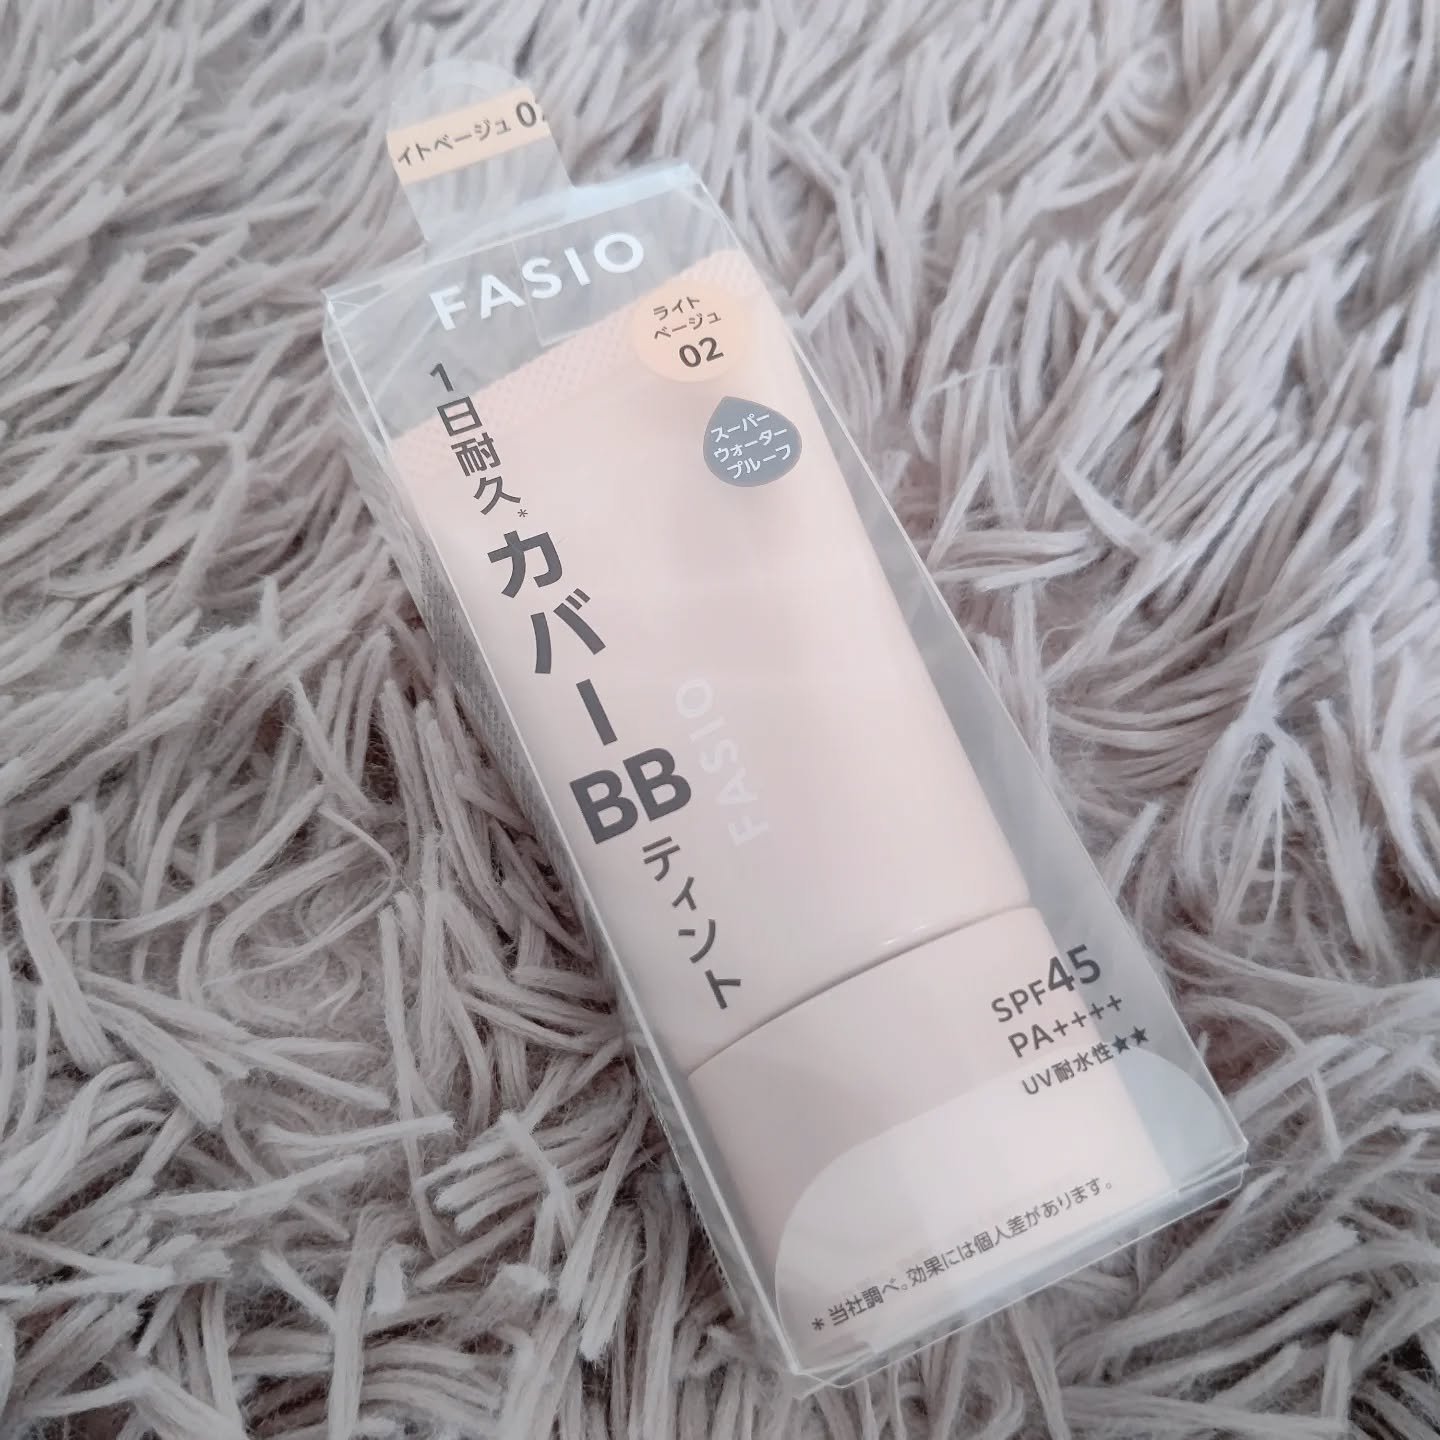 イトベージュ 02
FASIO
ライト
ベージュ
02
スーパー
ウォーター
プルーフ
1日耐久*
カバー
BB
ティント
FASIO
SPF45
PA++++
UV耐水性★★
*当社調べ。効果には個人差があります。